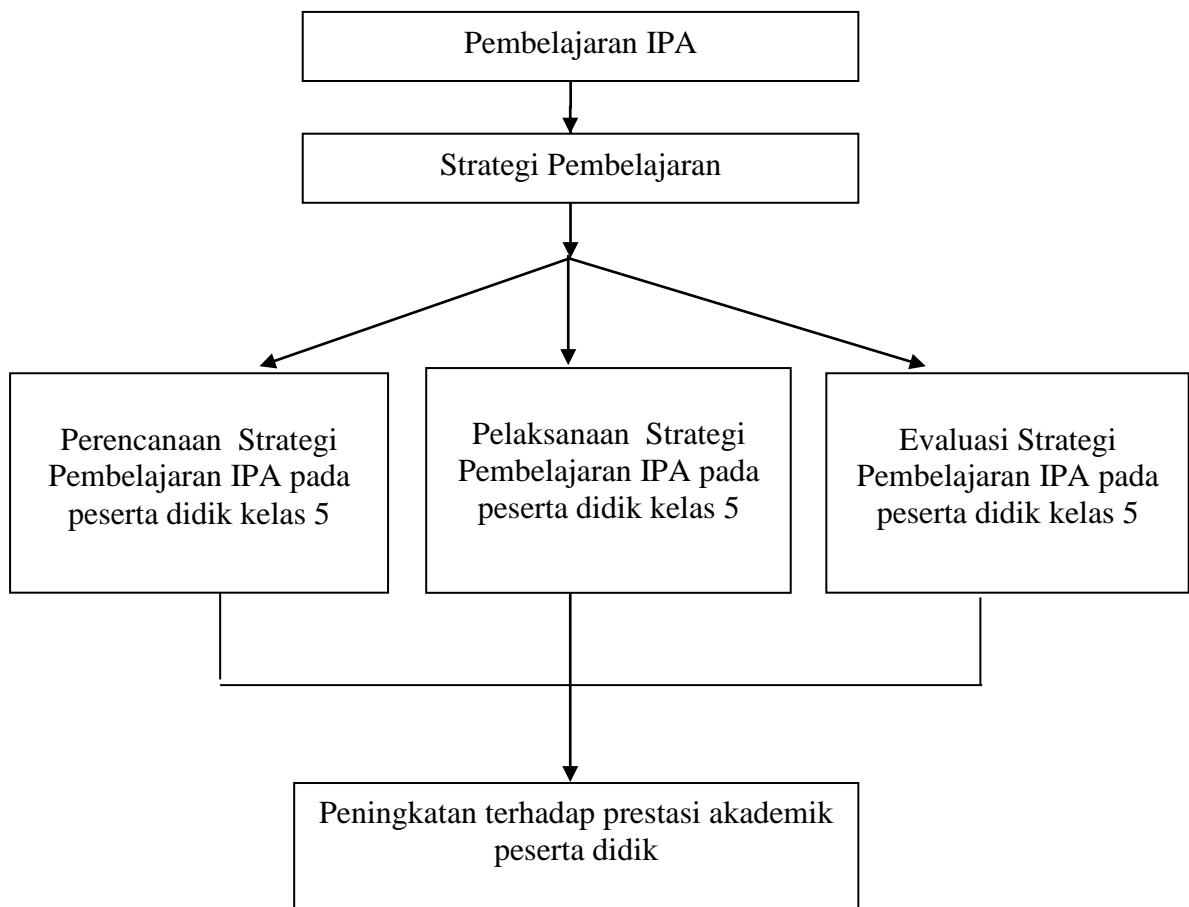 Pembelajaran IPA
Strategi Pembelajaran
Perencanaan  Strategi
Pembelajaran IPA pada
peserta didik kelas 5
Pelaksanaan  Strategi
Pembelajaran IPA pada
peserta didik kelas 5
Evaluasi Strategi
Pembelajaran IPA pada
peserta didik kelas 5
Peningkatan terhadap prestasi akademik
peserta didik